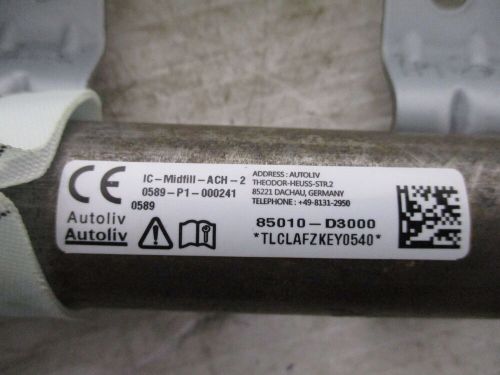 CE
IC-Midfill-ACH-2
0589-P1-000241
0589
Autoliv
Autoliv
ADDRESS : AUTOLIV
THEODOR-HEUSS-STR.2
85221 DACHAU, GERMANY
TELEPHONE : +49-8131-2950
85010-D3000
*TLCLAFZKEY0540*